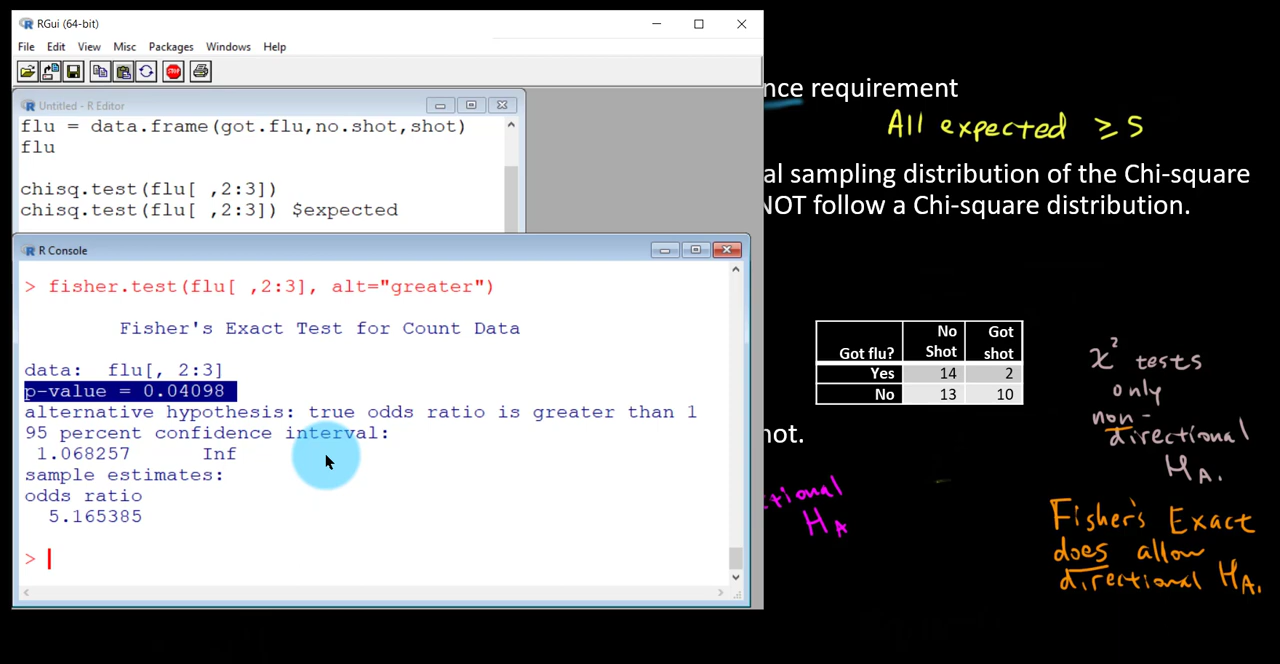 RGui (64-bit)
File Edit View Misc Packages Windows Help
STOP
Untitled - R Editor
flu = data.frame(got.flu,no.shot,shot)
flu
chisq.test(flu[ ,2:3])
chisq.test(flu[ ,2:3]) $expected
R Console
> fisher.test(flu[ ,2:3], alt="greater")
Fisher's Exact Test for Count Data
data: flu[, 2:3]
p-value = 0.04098
alternative hypothesis: true odds ratio is greater than 1
95 percent confidence interval:
1.068257 Inf
sample estimates:
odds ratio
5.165385
>
nce requirement
All expected ≥ 5
al sampling distribution of the Chi-square
NOT follow a Chi-square distribution.
Got flu? No Shot Got shot
Yes 14 2
No 13 10
not.
ctional
HA
χ² tests
only
non-
directional
HA.
Fisher's Exact
does allow
directional HA.